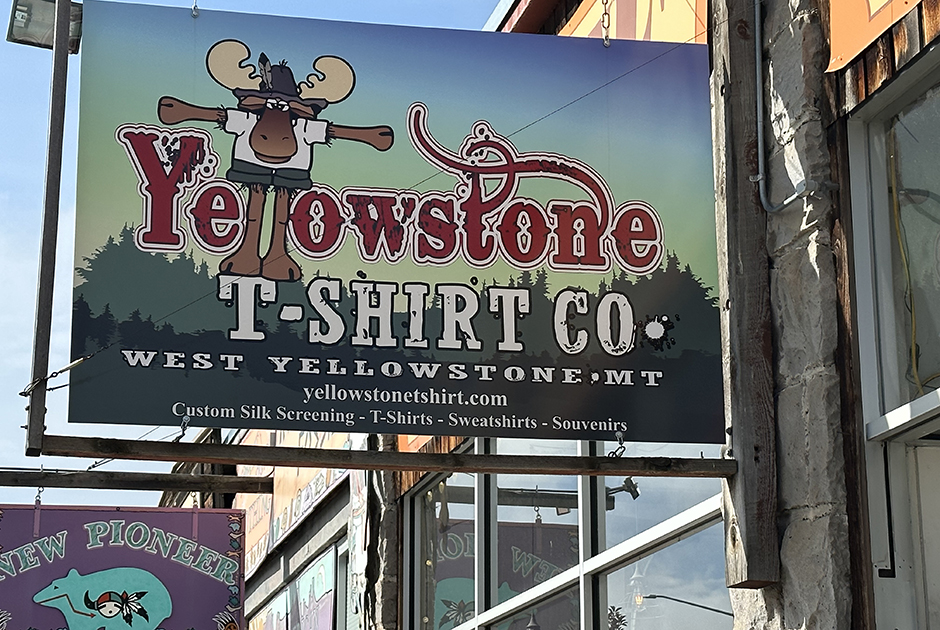 Yellowstone
T-SHIRT CO.
WEST YELLOWSTONE, MT
yellowstonetshirt.com
Custom Silk Screening - T-Shirts - Sweatshirts - Souvenirs
NEW PIONEER